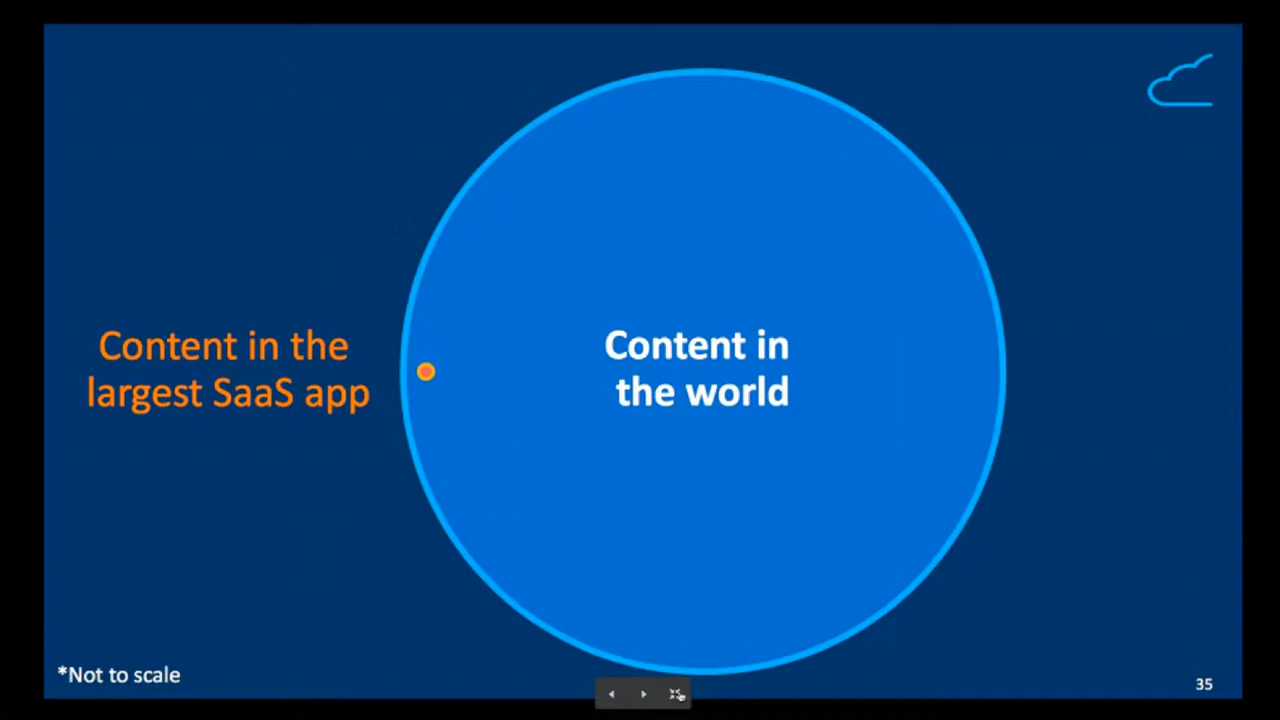 Content in the
largest SaaS app
Content in
the world
*Not to scale
35